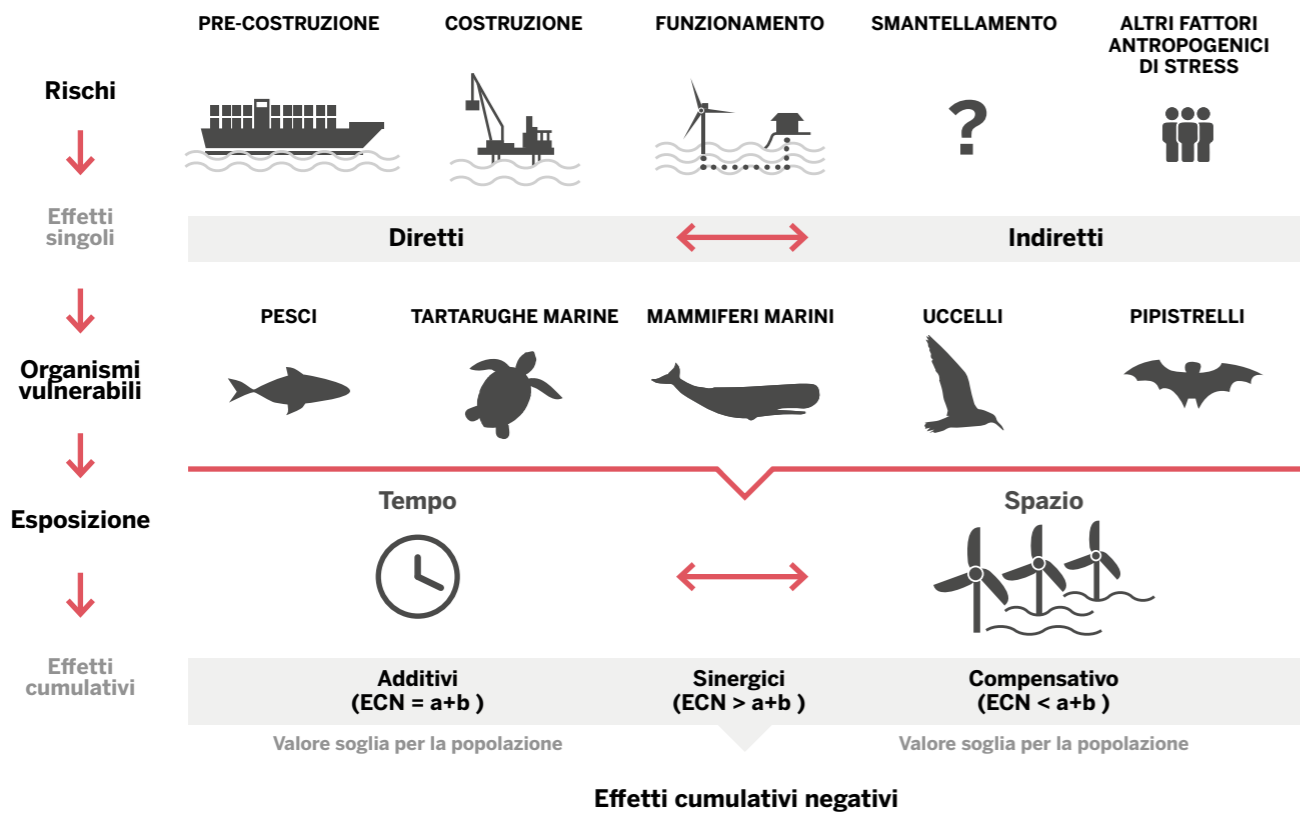 PRE-COSTRUZIONE
COSTRUZIONE
FUNZIONAMENTO
SMANTELLAMENTO
ALTRI FATTORI
ANTROPOGENICI
DI STRESS
Rischi
?
Effetti
singoli
Diretti
Indiretti
PESCI
TARTARUGHE MARINE
MAMMIFERI MARINI
UCCELLI
PIPISTRELLI
Organismi
vulnerabili
Tempo
Spazio
Esposizione
Effetti
cumulativi
Additivi
(ECN = a+b )
Sinergici
(ECN > a+b )
Compensativo
(ECN < a+b )
Valore soglia per la popolazione
Valore soglia per la popolazione
Effetti cumulativi negativi